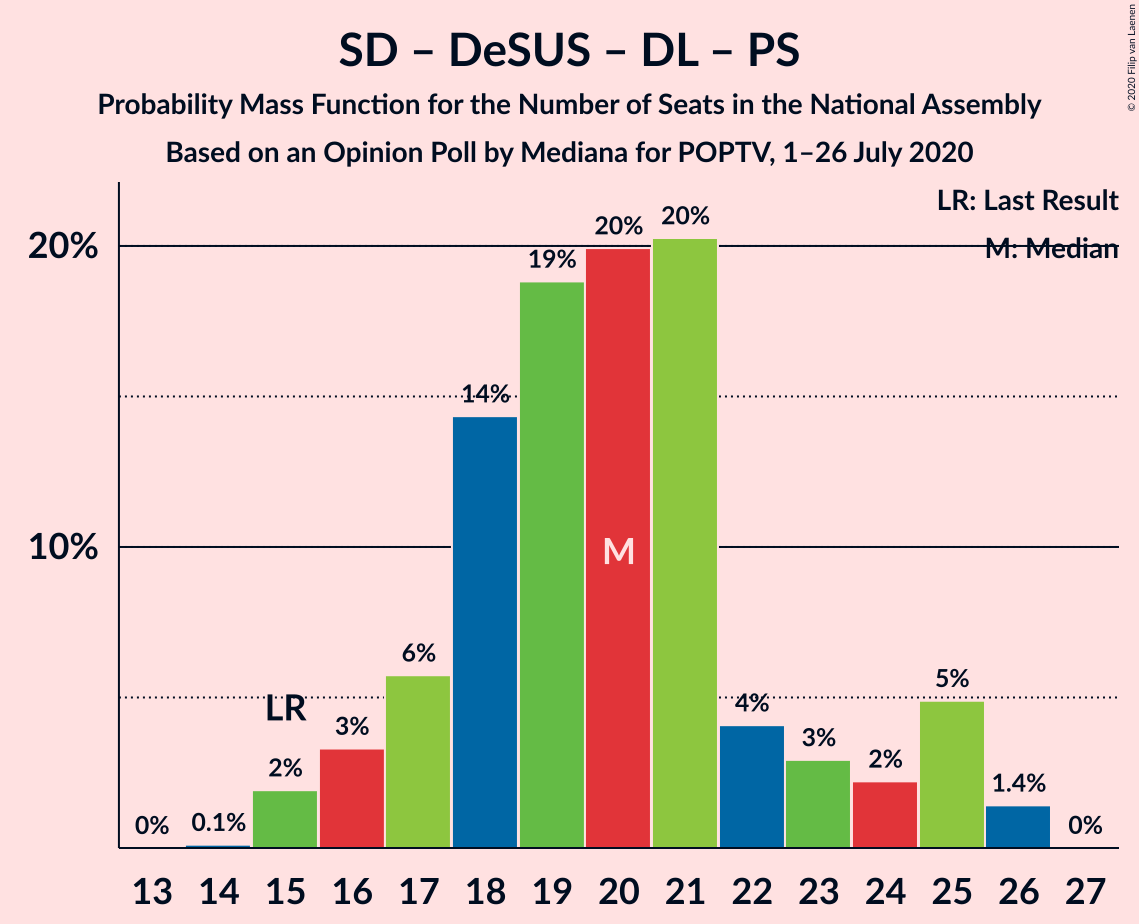 SD – DeSUS – DL – PS
Probability Mass Function for the Number of Seats in the National Assembly
Based on an Opinion Poll by Mediana for POPTV, 1–26 July 2020
© 2020 Filip van Laenen
LR: Last Result
M: Median
20%
10%
0%
0.1%
2%
LR
3%
6%
14%
19%
20%
M
20%
4%
3%
2%
5%
1.4%
0%
13 14 15 16 17 18 19 20 21 22 23 24 25 26 27